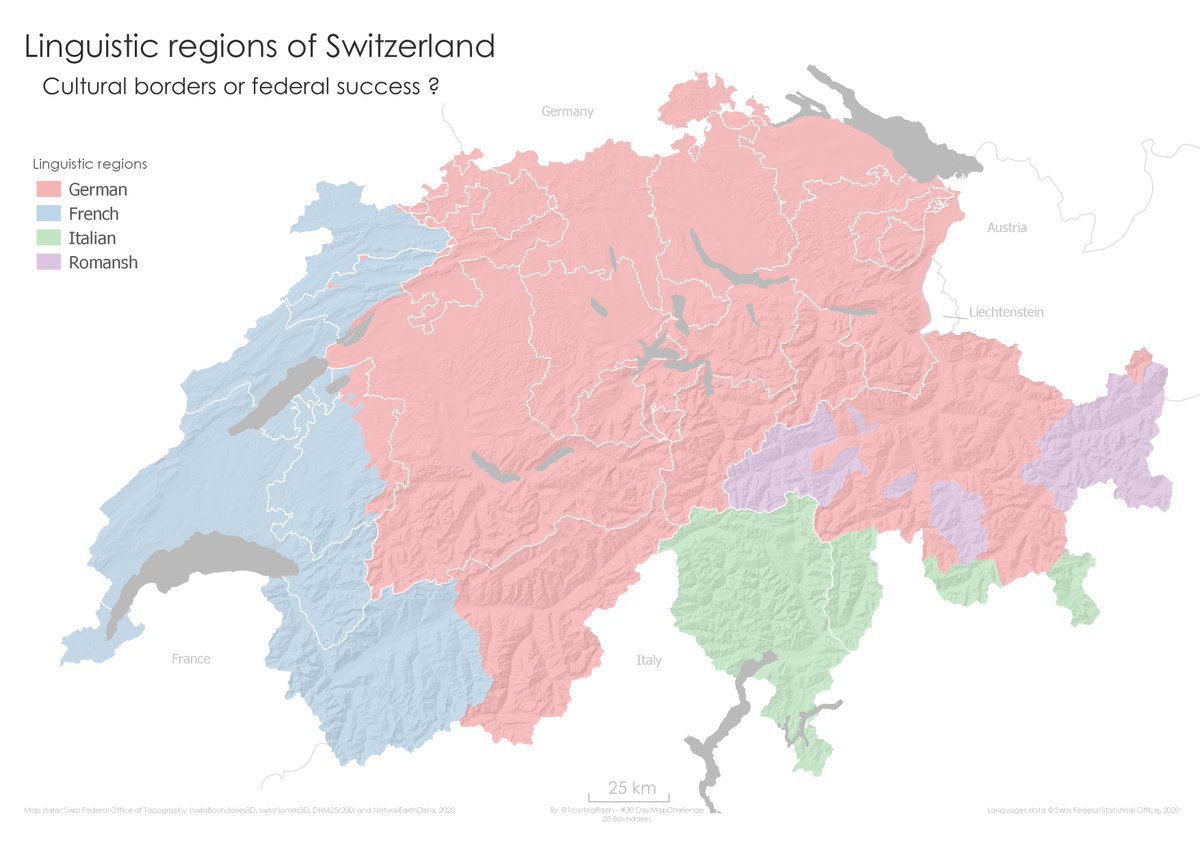 Linguistic regions of Switzerland
Cultural borders or federal success ?
Germany
Linguistic regions
German
French
Italian
Romansh
Austria
Liechtenstein
France
Italy
25 km
Map data: Swiss Federal Office of Topography (swissBoundaries3D, swissNames3D, DHM25/200) and NaturalEarthData, 2020
By @1cartogRaph - #30DayMapChallenge
23 Boundaries
Languages data © Swiss Federal Statistical Office, 2020